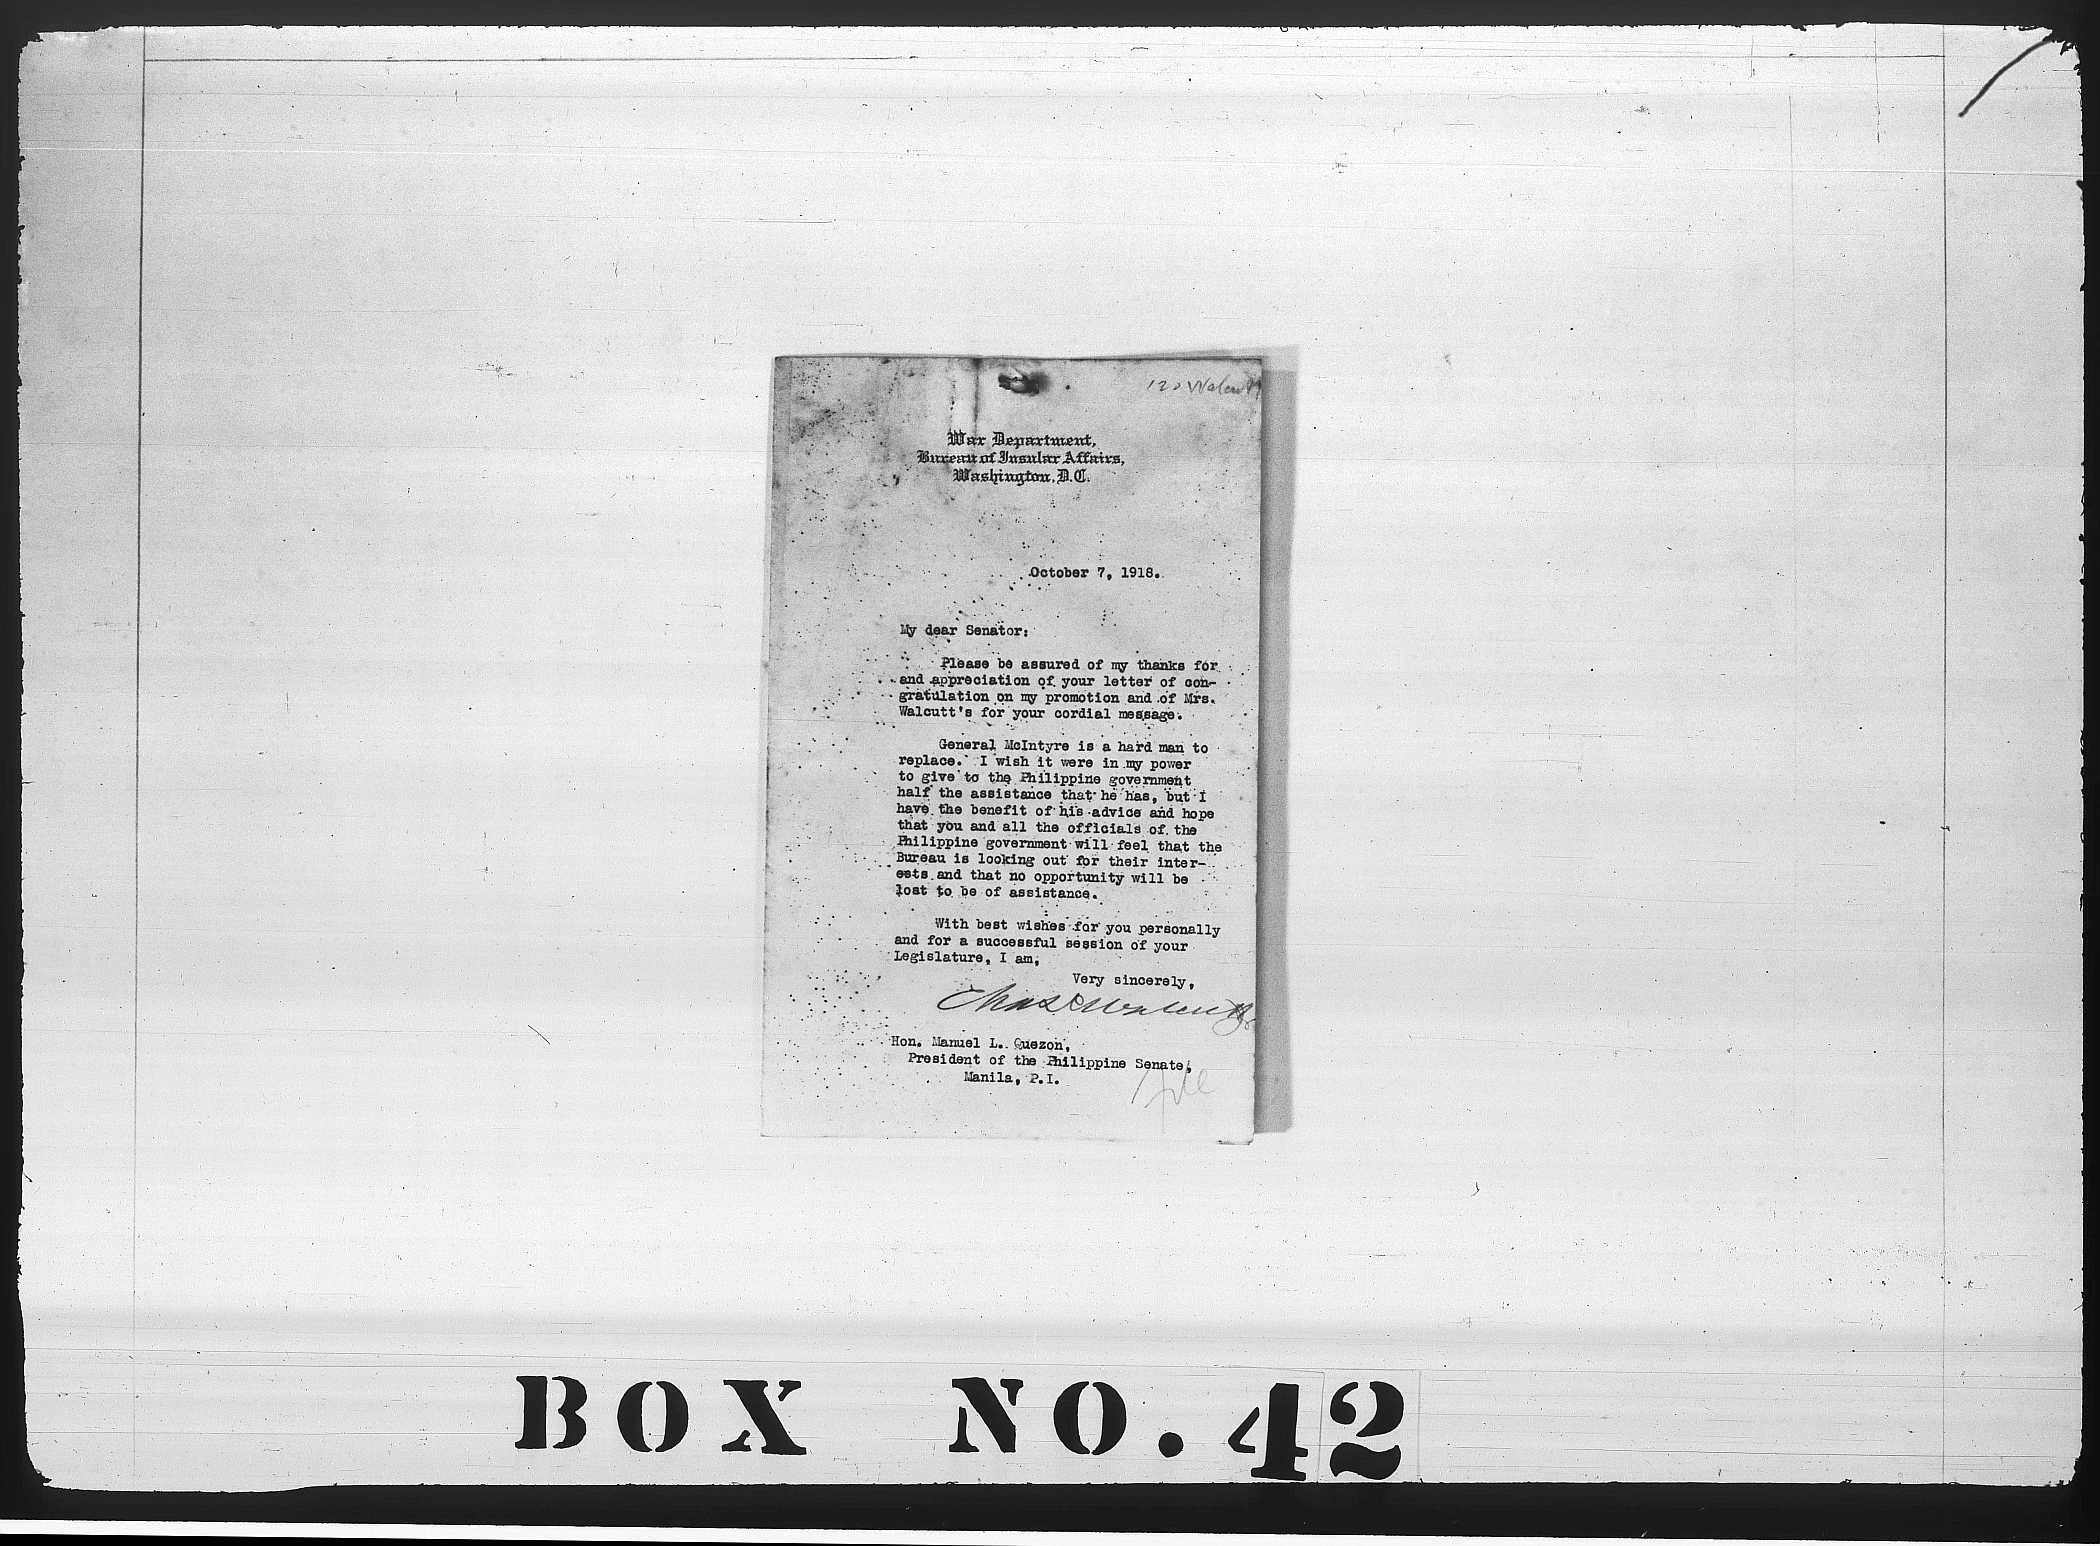 War Department,
Bureau of Insular Affairs,
Washington, D.C.
October 7, 1918.
My dear Senator:
Please be assured of my thanks for
and appreciation of your letter of con-
gratulation on my promotion and of Mrs.
Walcutt's for your cordial message.
General McIntyre is a hard man to
replace. I wish it were in my power
to give to the Philippine government
half the assistance that he has, but I
have the benefit of his advice and hope
that you and all the officials of the
Philippine government will feel that the
Bureau is looking out for their inter-
ests and that no opportunity will be
lost to be of assistance.
With best wishes for you personally
and for a successful session of your
Legislature, I am,
Very sincerely,
Chas C Walcutt Jr
Hon. Manuel L. Quezon,
President of the Philippine Senate,
Manila, P.I.
File
BOX NO. 42